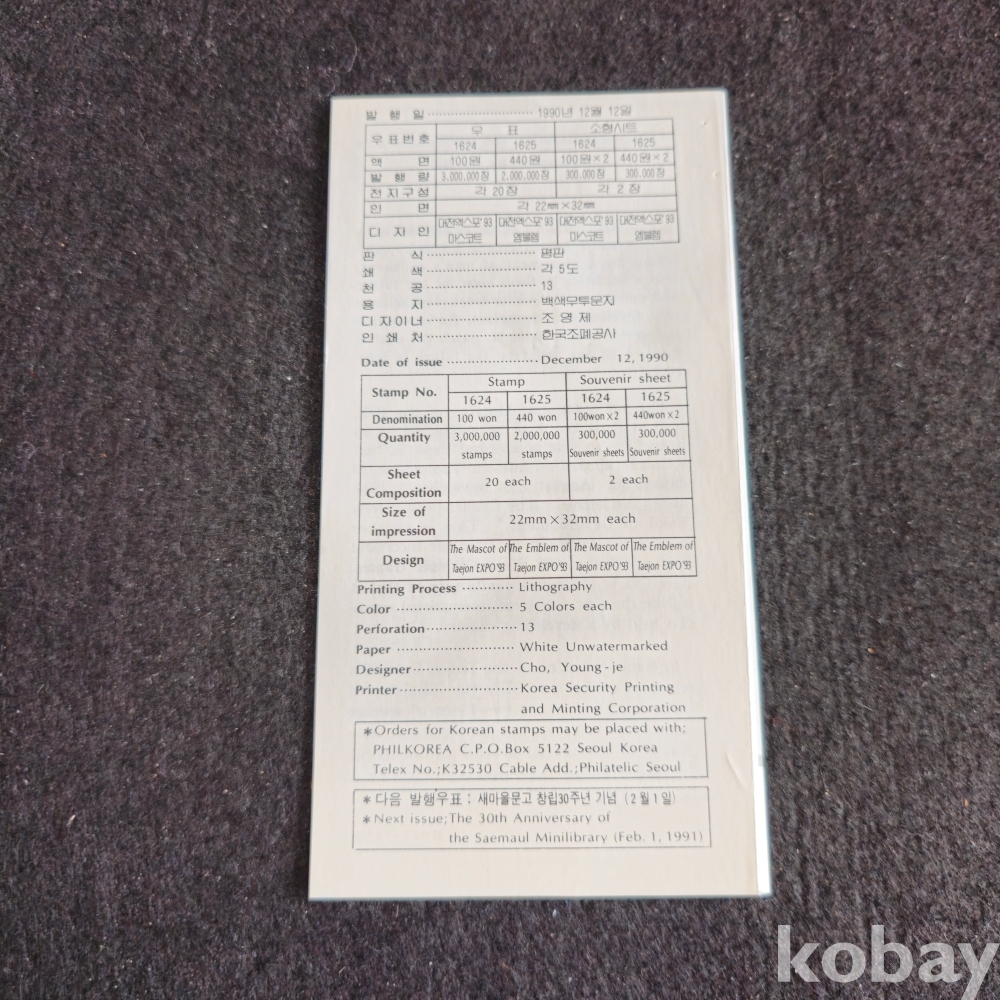 발 행 일 ························ 1990년 12월 12일
우표번호 우 표 소형시트
1624 1625 1624 1625
액 면 100원 440원 100원×2 440원×2
발 행 량 3,000,000장 2,000,000장 300,000장 300,000장
전지구성 각 20장 각 2장
인 면 각 22㎜×32㎜
디 자 인 대전엑스포'93 대전엑스포'93 대전엑스포'93 대전엑스포'93
마스코트 엠블렘 마스코트 엠블렘
판 식 ························ 평판
쇄 색 ························ 각 5도
천 공 ························ 13
용 지 ························ 백색무투문지
디자이너 ························ 조영제
인 쇄 처 ························ 한국조폐공사
Date of issue ···················· December 12, 1990
Stamp No. Stamp Souvenir sheet
1624 1625 1624 1625
Denomination 100 won 440 won 100won×2 440won×2
Quantity 3,000,000 2,000,000 300,000 300,000
stamps stamps Souvenir sheets Souvenir sheets
Sheet Composition 20 each 2 each
Size of impression 22mm×32mm each
Design The Mascot of The Emblem of The Mascot of The Emblem of
Taejon EXPO'93 Taejon EXPO'93 Taejon EXPO'93 Taejon EXPO'93
Printing Process ··········· Lithography
Color ························ 5 Colors each
Perforation ···················· 13
Paper ························ White Unwatermarked
Designer ······················ Cho, Young-je
Printer ························ Korea Security Printing
and Minting Corporation
*Orders for Korean stamps may be placed with;
PHILKOREA C.P.O.Box 5122 Seoul Korea
Telex No.;K32530 Cable Add.;Philatelic Seoul
* 다음 발행우표 : 새마을문고 창립30주년 기념 (2월1일)
*Next issue;The 30th Anniversary of
the Saemaul Minilibrary (Feb. 1, 1991)
kobay